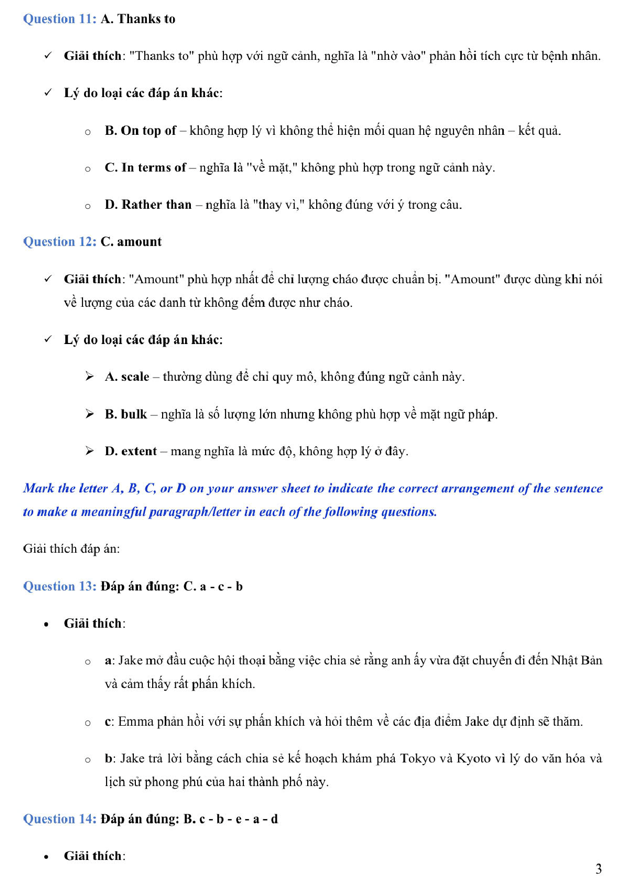 Question 11: A. Thanks to
✓ Giải thích: "Thanks to" phù hợp với ngữ cảnh, nghĩa là "nhờ vào" phản hồi tích cực từ bệnh nhân.
✓ Lý do loại các đáp án khác:
o B. On top of – không hợp lý vì không thể hiện mối quan hệ nguyên nhân – kết quả.
o C. In terms of – nghĩa là "về mặt," không phù hợp trong ngữ cảnh này.
o D. Rather than – nghĩa là "thay vì," không đúng với ý trong câu.
Question 12: C. amount
✓ Giải thích: "Amount" phù hợp nhất để chỉ lượng cháo được chuẩn bị. "Amount" được dùng khi nói
về lượng của các danh từ không đếm được như cháo.
✓ Lý do loại các đáp án khác:
➢ A. scale – thường dùng để chỉ quy mô, không đúng ngữ cảnh này.
➢ B. bulk – nghĩa là số lượng lớn nhưng không phù hợp về mặt ngữ pháp.
➢ D. extent – mang nghĩa là mức độ, không hợp lý ở đây.
Mark the letter A, B, C, or D on your answer sheet to indicate the correct arrangement of the sentence
to make a meaningful paragraph/letter in each of the following questions.
Giải thích đáp án:
Question 13: Đáp án đúng: C. a - c - b
• Giải thích:
o a: Jake mở đầu cuộc hội thoại bằng việc chia sẻ rằng anh ấy vừa đặt chuyến đi đến Nhật Bản
và cảm thấy rất phấn khích.
o c: Emma phản hồi với sự phấn khích và hỏi thêm về các địa điểm Jake dự định sẽ thăm.
o b: Jake trả lời bằng cách chia sẻ kế hoạch khám phá Tokyo và Kyoto vì lý do văn hóa và
lịch sử phong phú của hai thành phố này.
Question 14: Đáp án đúng: B. c - b - e - a - d
• Giải thích:
3